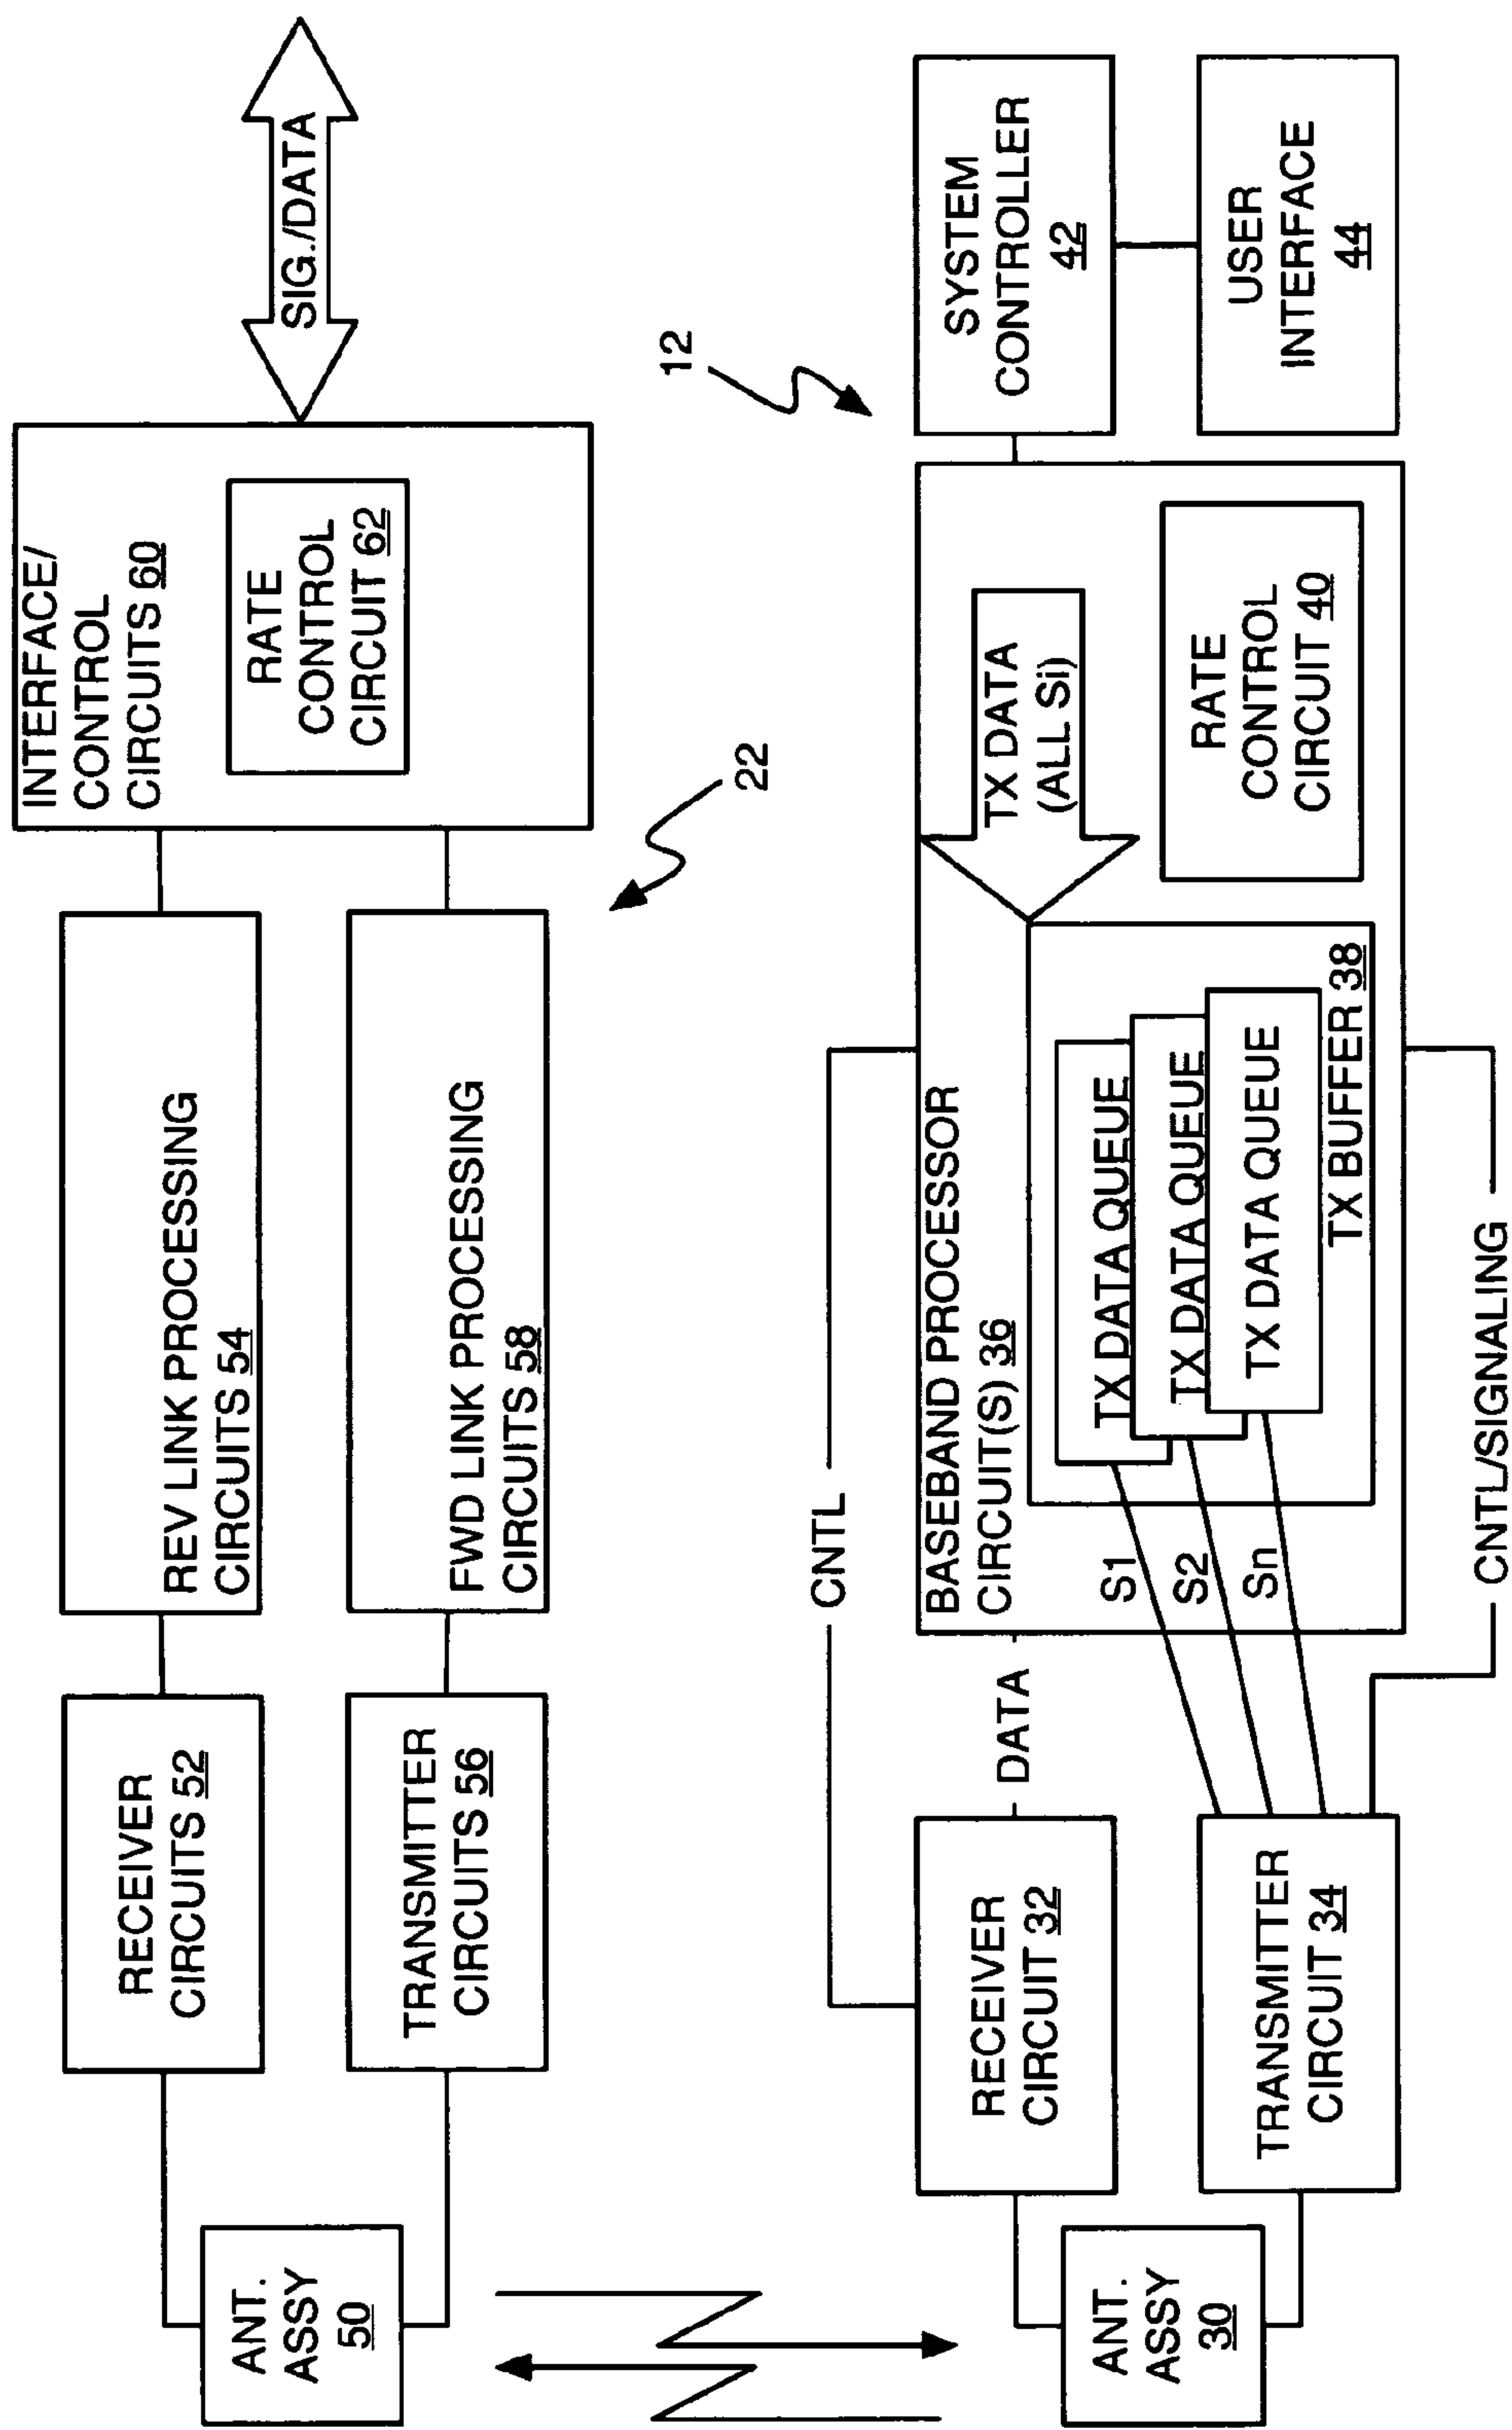 SIG./DATA
INTERFACE/
CONTROL
CIRCUITS 60
RATE
CONTROL
CIRCUIT 62
REV LINK PROCESSING
CIRCUITS 54
FWD LINK PROCESSING
CIRCUITS 58
RECEIVER
CIRCUITS 52
TRANSMITTER
CIRCUITS 56
ANT.
ASSY
50
22
12
SYSTEM
CONTROLLER
42
USER
INTERFACE
44
CNTL
BASEBAND PROCESSOR
CIRCUIT(S) 36
TX DATA
(ALL Si)
RATE
CONTROL
CIRCUIT 40
TX DATA QUEUE
TX DATA QUEUE
TX DATA QUEUE
TX BUFFER 38
S1
S2
Sn
DATA
CNTL/SIGNALING
RECEIVER
CIRCUIT 32
TRANSMITTER
CIRCUIT 34
ANT.
ASSY
30